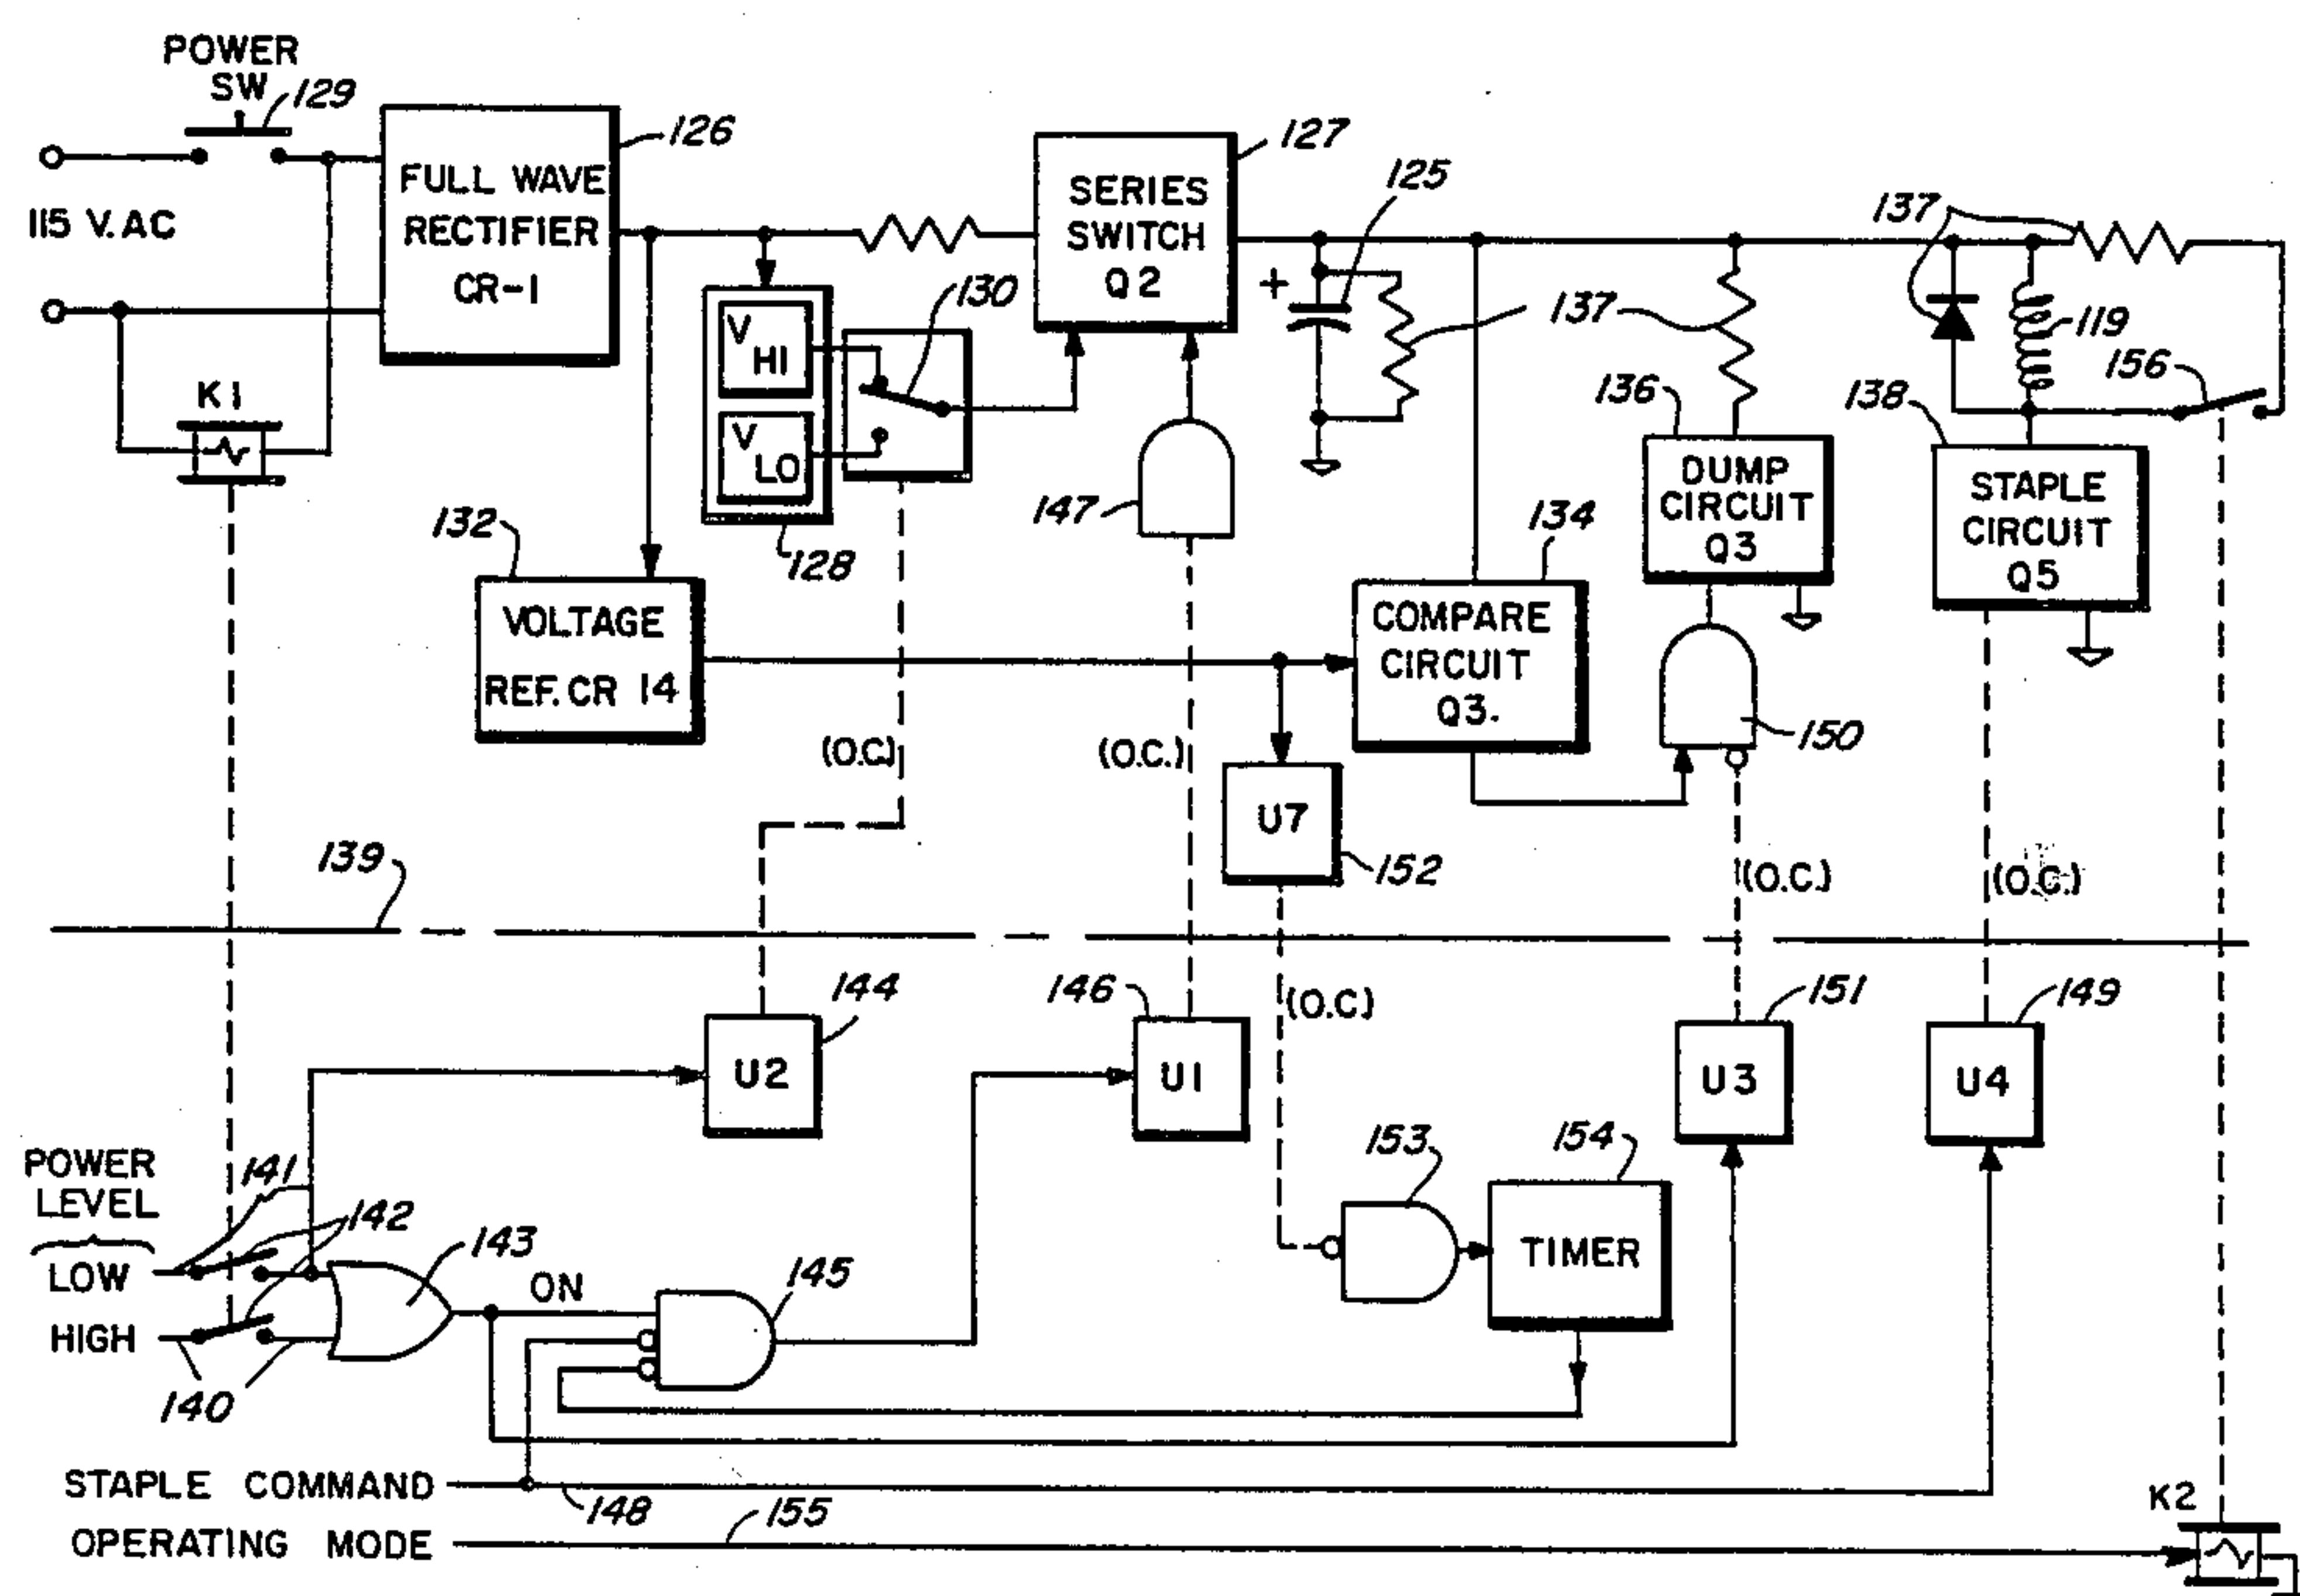 POWER
SW
129
115 V. AC
FULL WAVE
RECTIFIER
CR-1
126
K1
V
HI
V
LO
128
130
SERIES
SWITCH
Q2
127
125
+
137
137
119
156
136
138
147
132
VOLTAGE
REF. CR 14
134
COMPARE
CIRCUIT
Q3.
DUMP
CIRCUIT
Q3
STAPLE
CIRCUIT
Q5
150
(O.C.)
(O.C.)
U7
152
(O.C.)
(O.C.)
139
144
U2
146
U1
(O.C.)
151
U3
149
U4
153
154
TIMER
POWER
LEVEL
LOW
HIGH
141
142
140
143
ON
145
STAPLE COMMAND
148
OPERATING MODE
155
K2